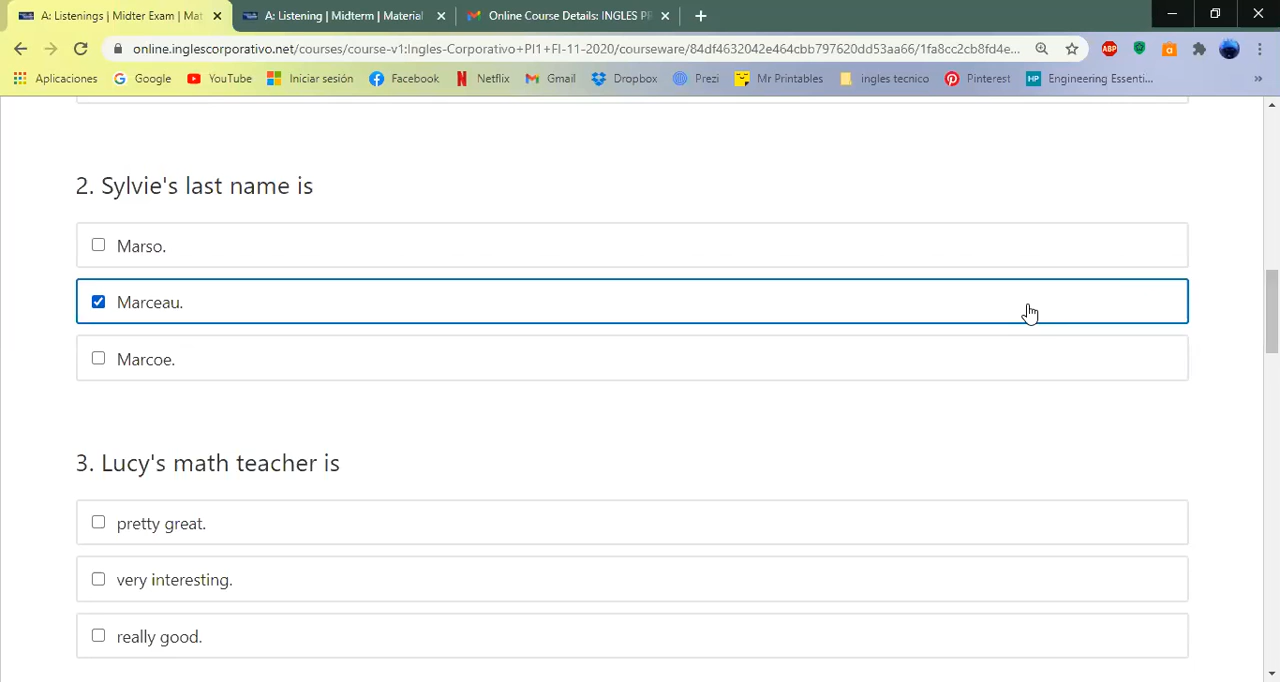 A: Listenings | Midter Exam | Mat
A: Listening | Midterm | Material
Online Course Details: INGLES PR
online.inglescorporativo.net/courses/course-v1:Ingles-Corporativo+PI1+FI-11-2020/courseware/84df4632042e464cbb797620dd53aa66/1fa8cc2cb8fd4e...
ABP
Aplicaciones
Google
YouTube
Iniciar sesión
Facebook
Netflix
Gmail
Dropbox
Prezi
Mr Printables
ingles tecnico
Pinterest
HP
Engineering Essenti...
2. Sylvie's last name is
Marso.
Marceau.
Marcoe.
3. Lucy's math teacher is
pretty great.
very interesting.
really good.